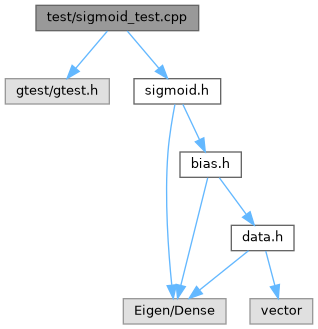 test/sigmoid_test.cpp
gtest/gtest.h
sigmoid.h
bias.h
data.h
Eigen/Dense
vector